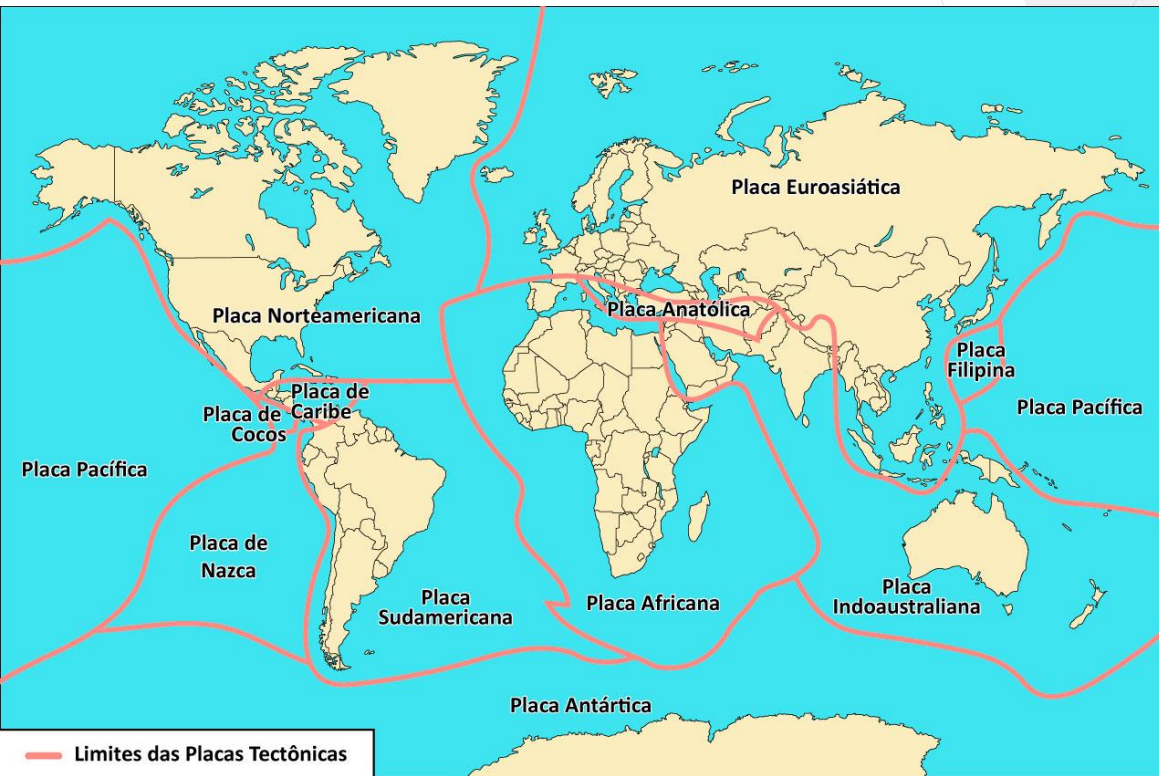 Placa Euroasiática
Placa Norteamericana
Placa Anatólica
Placa
Filipina
Placa de
Caribe
Placa de
Cocos
Placa Pacífica
Placa Pacífica
Placa de
Nazca
Placa
Sudamericana
Placa Africana
Placa
Indoaustraliana
Placa Antártica
Limites das Placas Tectônicas